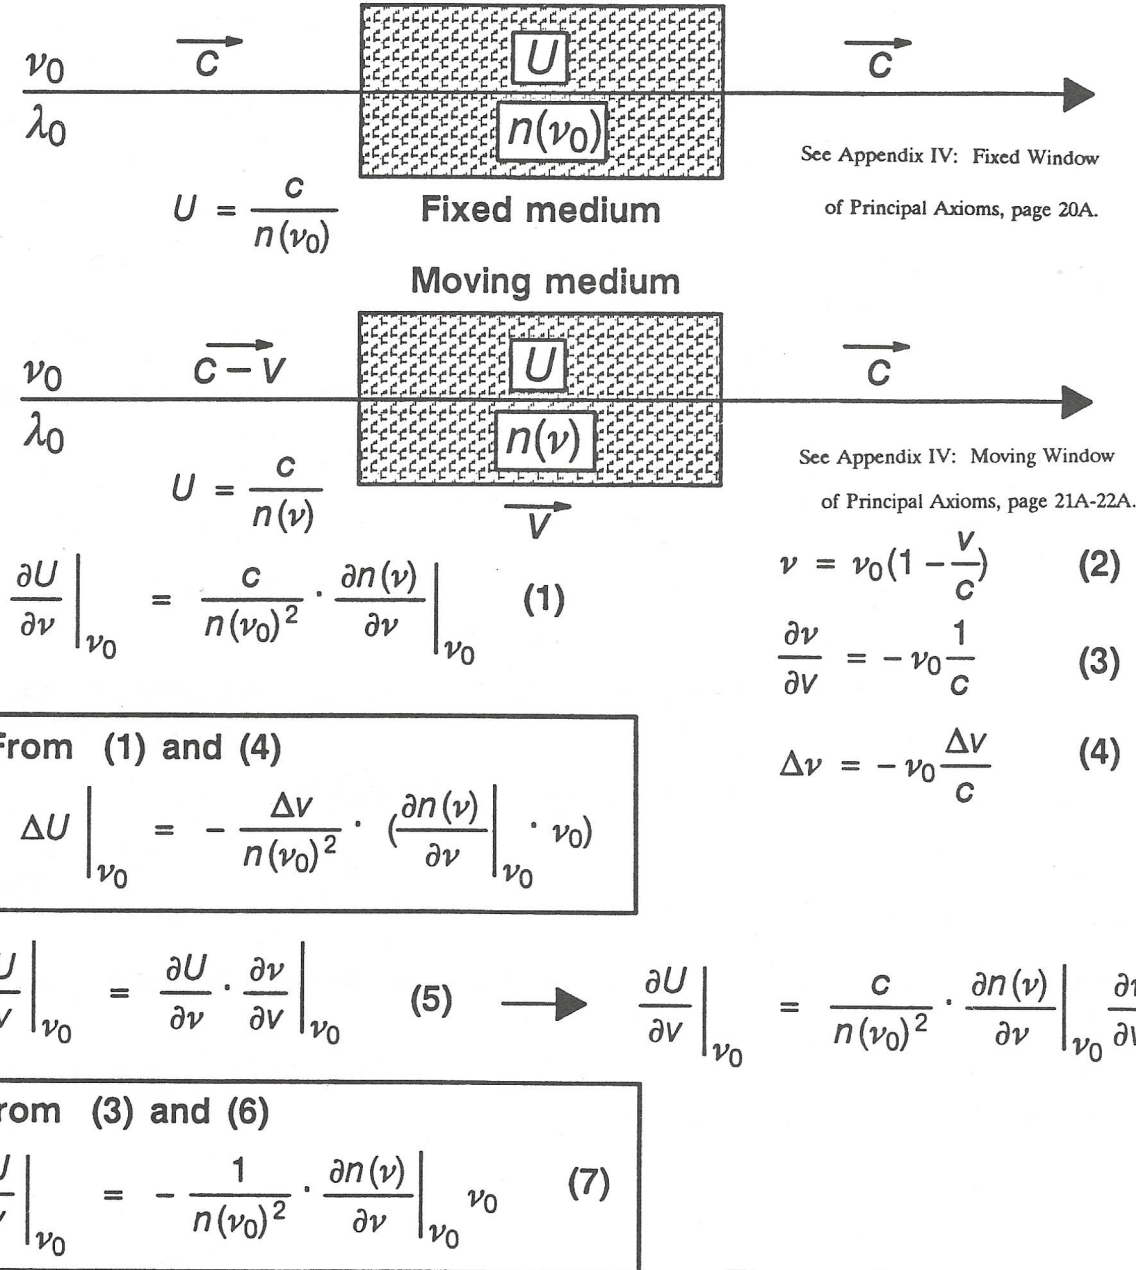 ν₀ C U C
λ₀ n(ν₀)
See Appendix IV: Fixed Window
of Principal Axioms, page 20A.
U = c / n(ν₀)
Fixed medium
Moving medium
ν₀ C − V U C
λ₀ n(ν)
See Appendix IV: Moving Window
of Principal Axioms, page 21A-22A.
U = c / n(ν)
V
∂U/∂ν |ν₀ = c / n(ν₀)² · ∂n(ν)/∂ν |ν₀ (1)
ν = ν₀(1 − v/c) (2)
∂ν/∂v = − ν₀ 1/c (3)
Δν = − ν₀ Δv/c (4)
From (1) and (4)
ΔU |ν₀ = − Δv / n(ν₀)² · (∂n(ν)/∂ν |ν₀ · ν₀)
|ν₀ = ∂U/∂ν · ∂ν/∂v |ν₀ (5) → ∂U/∂v |ν₀ = c / n(ν₀)² · ∂n(ν)/∂ν |ν₀
From (3) and (6)
|ν₀ = − 1 / n(ν₀)² · ∂n(ν)/∂ν |ν₀ ν₀ (7)